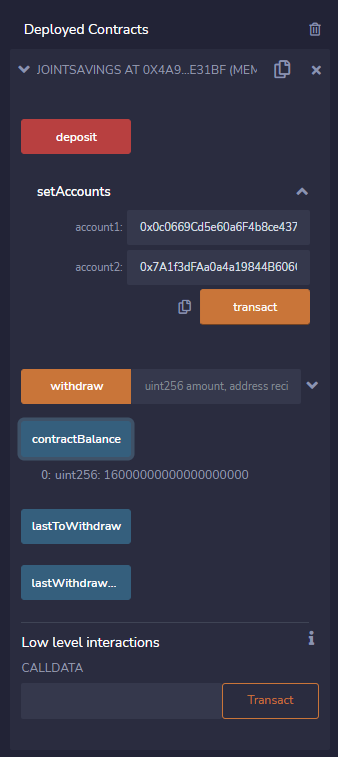 Deployed Contracts
JOINTSAVINGS AT 0X4A9...E31BF (MEM
deposit
setAccounts
account1: 0x0c0669Cd5e60a6F4b8ce437
account2: 0x7A1f3dFAa0a4a19844B606(
transact
withdraw uint256 amount, address reci
contractBalance
0: uint256: 16000000000000000000
lastToWithdraw
lastWithdraw...
Low level interactions
CALLDATA
Transact